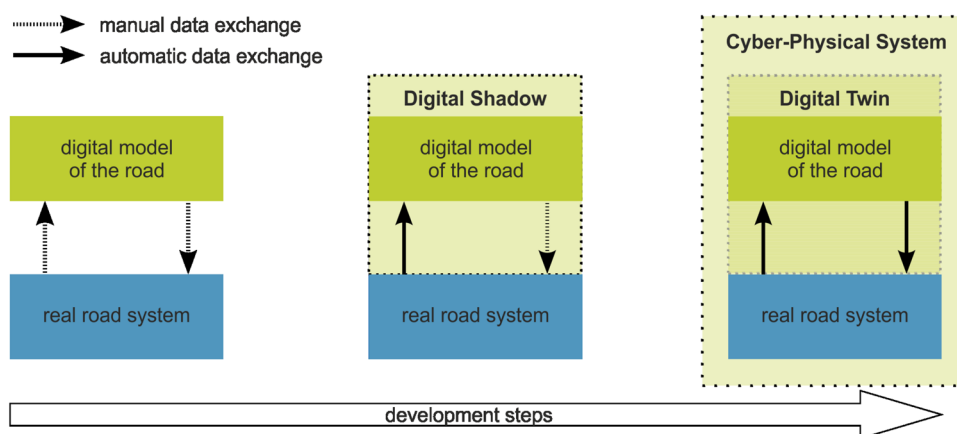 manual data exchange
automatic data exchange
digital model
of the road
real road system
Digital Shadow
digital model
of the road
real road system
Cyber-Physical System
Digital Twin
digital model
of the road
real road system
development steps